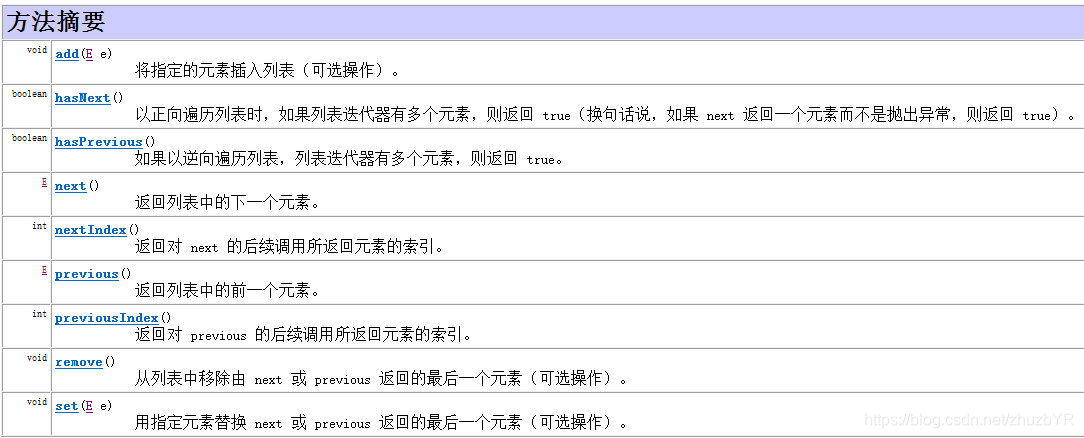 方法摘要
void add(E e)
将指定的元素插入列表（可选操作）。
boolean hasNext()
以正向遍历列表时，如果列表迭代器有多个元素，则返回 true（换句话说，如果 next 返回一个元素而不是抛出异常，则返回 true）。
boolean hasPrevious()
如果以逆向遍历列表，列表迭代器有多个元素，则返回 true。
E next()
返回列表中的下一个元素。
int nextIndex()
返回对 next 的后续调用所返回元素的索引。
E previous()
返回列表中的前一个元素。
int previousIndex()
返回对 previous 的后续调用所返回元素的索引。
void remove()
从列表中移除由 next 或 previous 返回的最后一个元素（可选操作）。
void set(E e)
用指定元素替换 next 或 previous 返回的最后一个元素（可选操作）。
https://blog.csdn.net/zhuzbYR